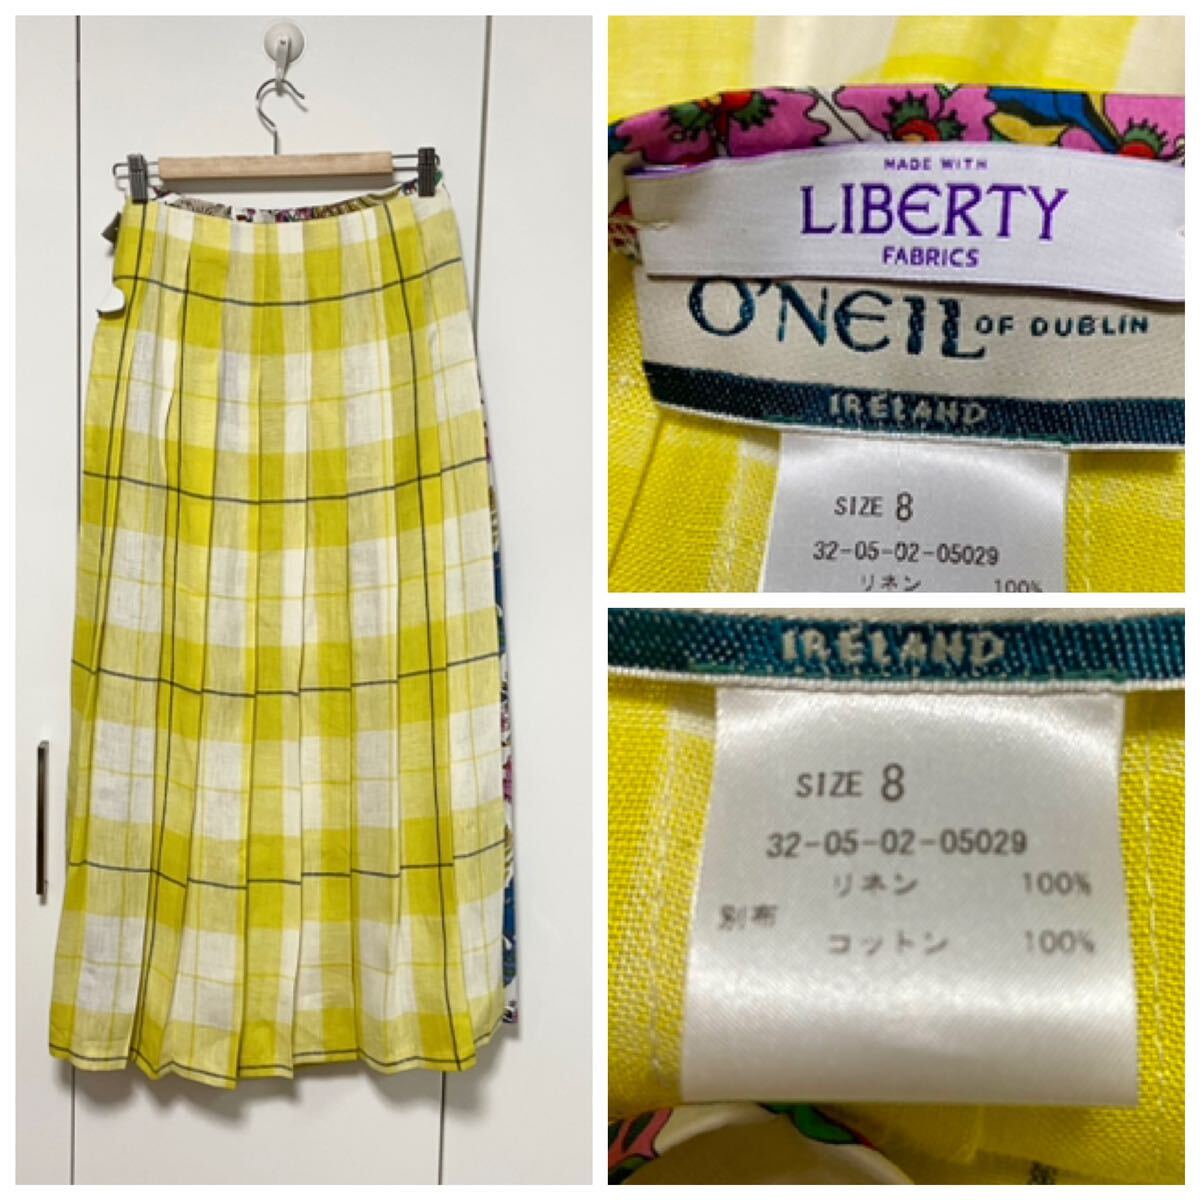 MADE WITH
LIBERTY
FABRICS
O'NEIL OF DUBLIN
IRELAND
SIZE 8
32-05-02-05029
リネン 100%
IRELAND
SIZE 8
32-05-02-05029
リネン 100%
別布
コットン 100%